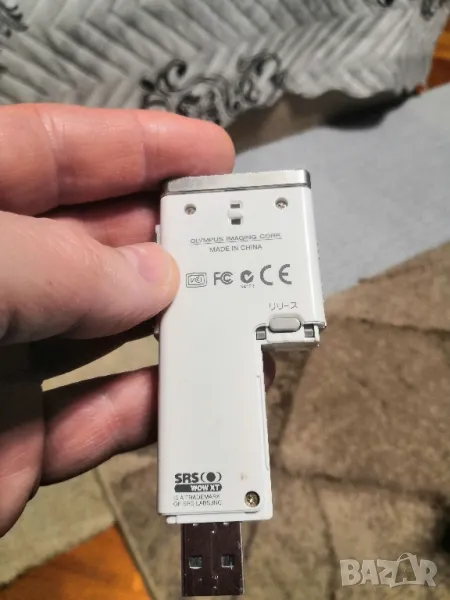 OLYMPUS IMAGING CORP.
MADE IN CHINA
FC CE
リリース
SRS
WOW XT
IS A TRADEMARK
OF SRS LABS,INC.
BAZAR